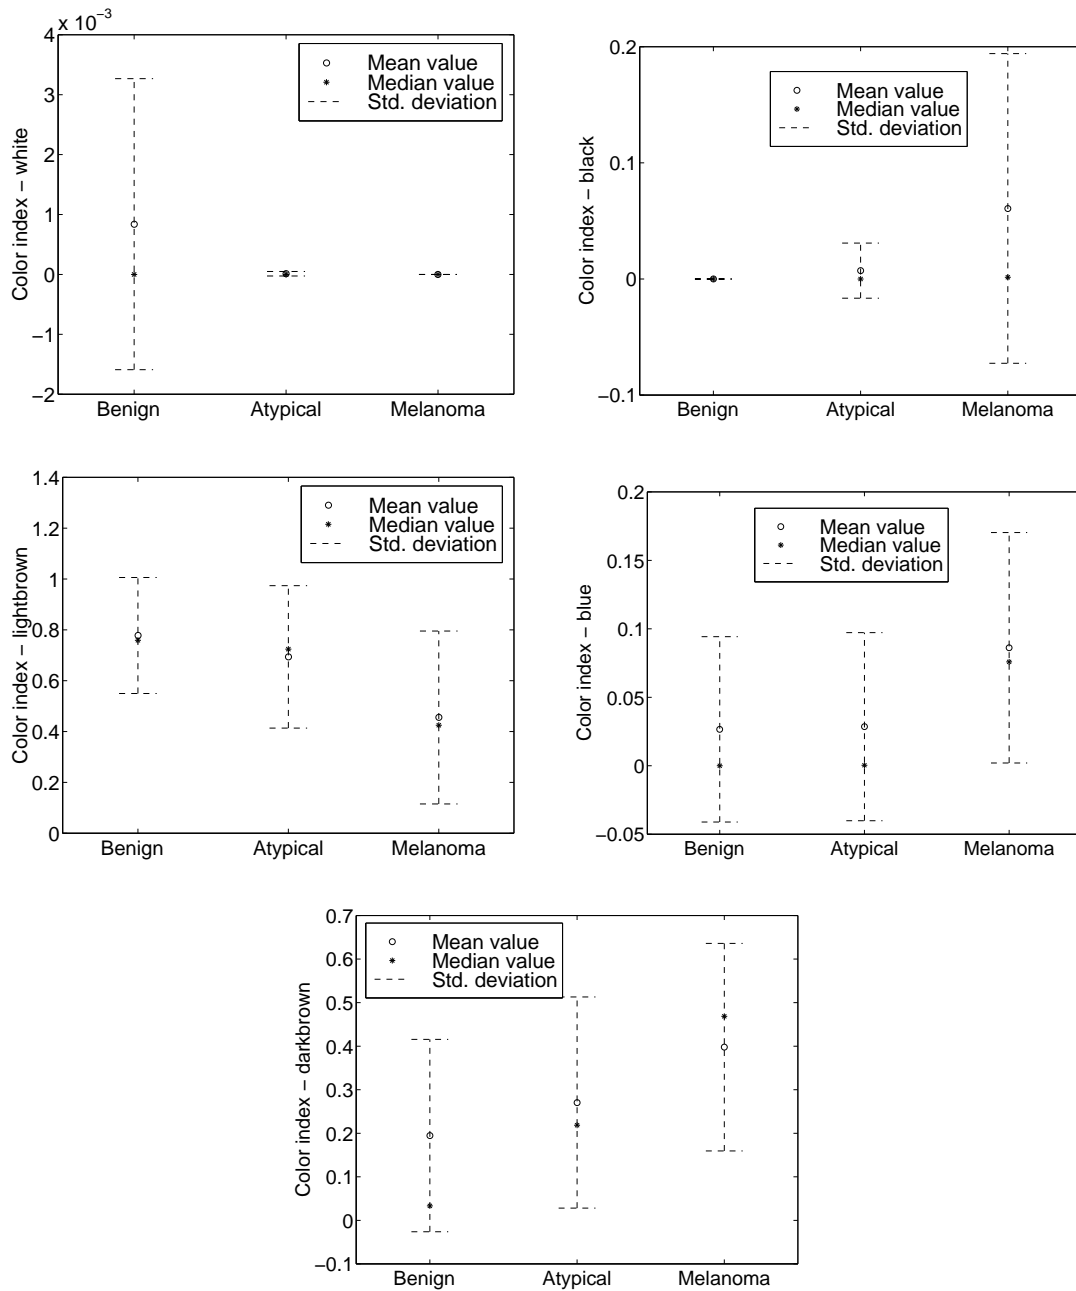 x 10−3
4
3
2
1
0
−1
−2
Color index − white
Mean value
Median value
Std. deviation
Benign Atypical Melanoma
0.2
0.1
0
−0.1
Color index − black
Mean value
Median value
Std. deviation
Benign Atypical Melanoma
1.4
1.2
1
0.8
0.6
0.4
0.2
0
Color index − lightbrown
Mean value
Median value
Std. deviation
Benign Atypical Melanoma
0.2
0.15
0.1
0.05
0
−0.05
Color index − blue
Mean value
Median value
Std. deviation
Benign Atypical Melanoma
0.7
0.6
0.5
0.4
0.3
0.2
0.1
0
−0.1
Color index − darkbrown
Mean value
Median value
Std. deviation
Benign Atypical Melanoma